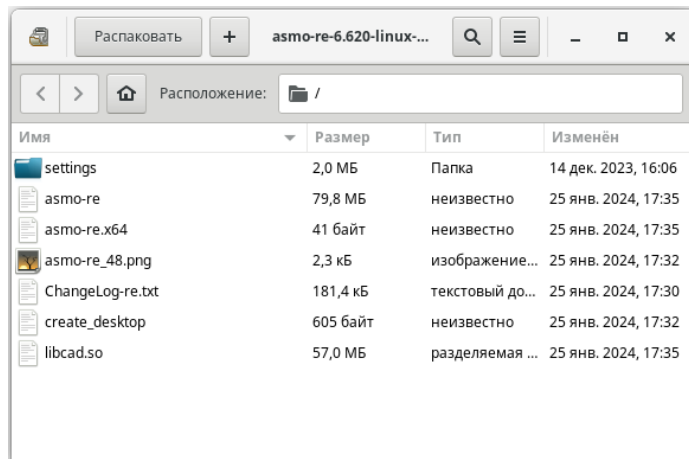 Распаковать + asmo-re-6.620-linux-...
Расположение: /
Имя Размер Тип Изменён
settings 2,0 МБ Папка 14 дек. 2023, 16:06
asmo-re 79,8 МБ неизвестно 25 янв. 2024, 17:35
asmo-re.x64 41 байт неизвестно 25 янв. 2024, 17:35
asmo-re_48.png 2,3 кБ изображение... 25 янв. 2024, 17:32
ChangeLog-re.txt 181,4 кБ текстовый до... 25 янв. 2024, 17:30
create_desktop 605 байт неизвестно 25 янв. 2024, 17:32
libcad.so 57,0 МБ разделяемая ... 25 янв. 2024, 17:35